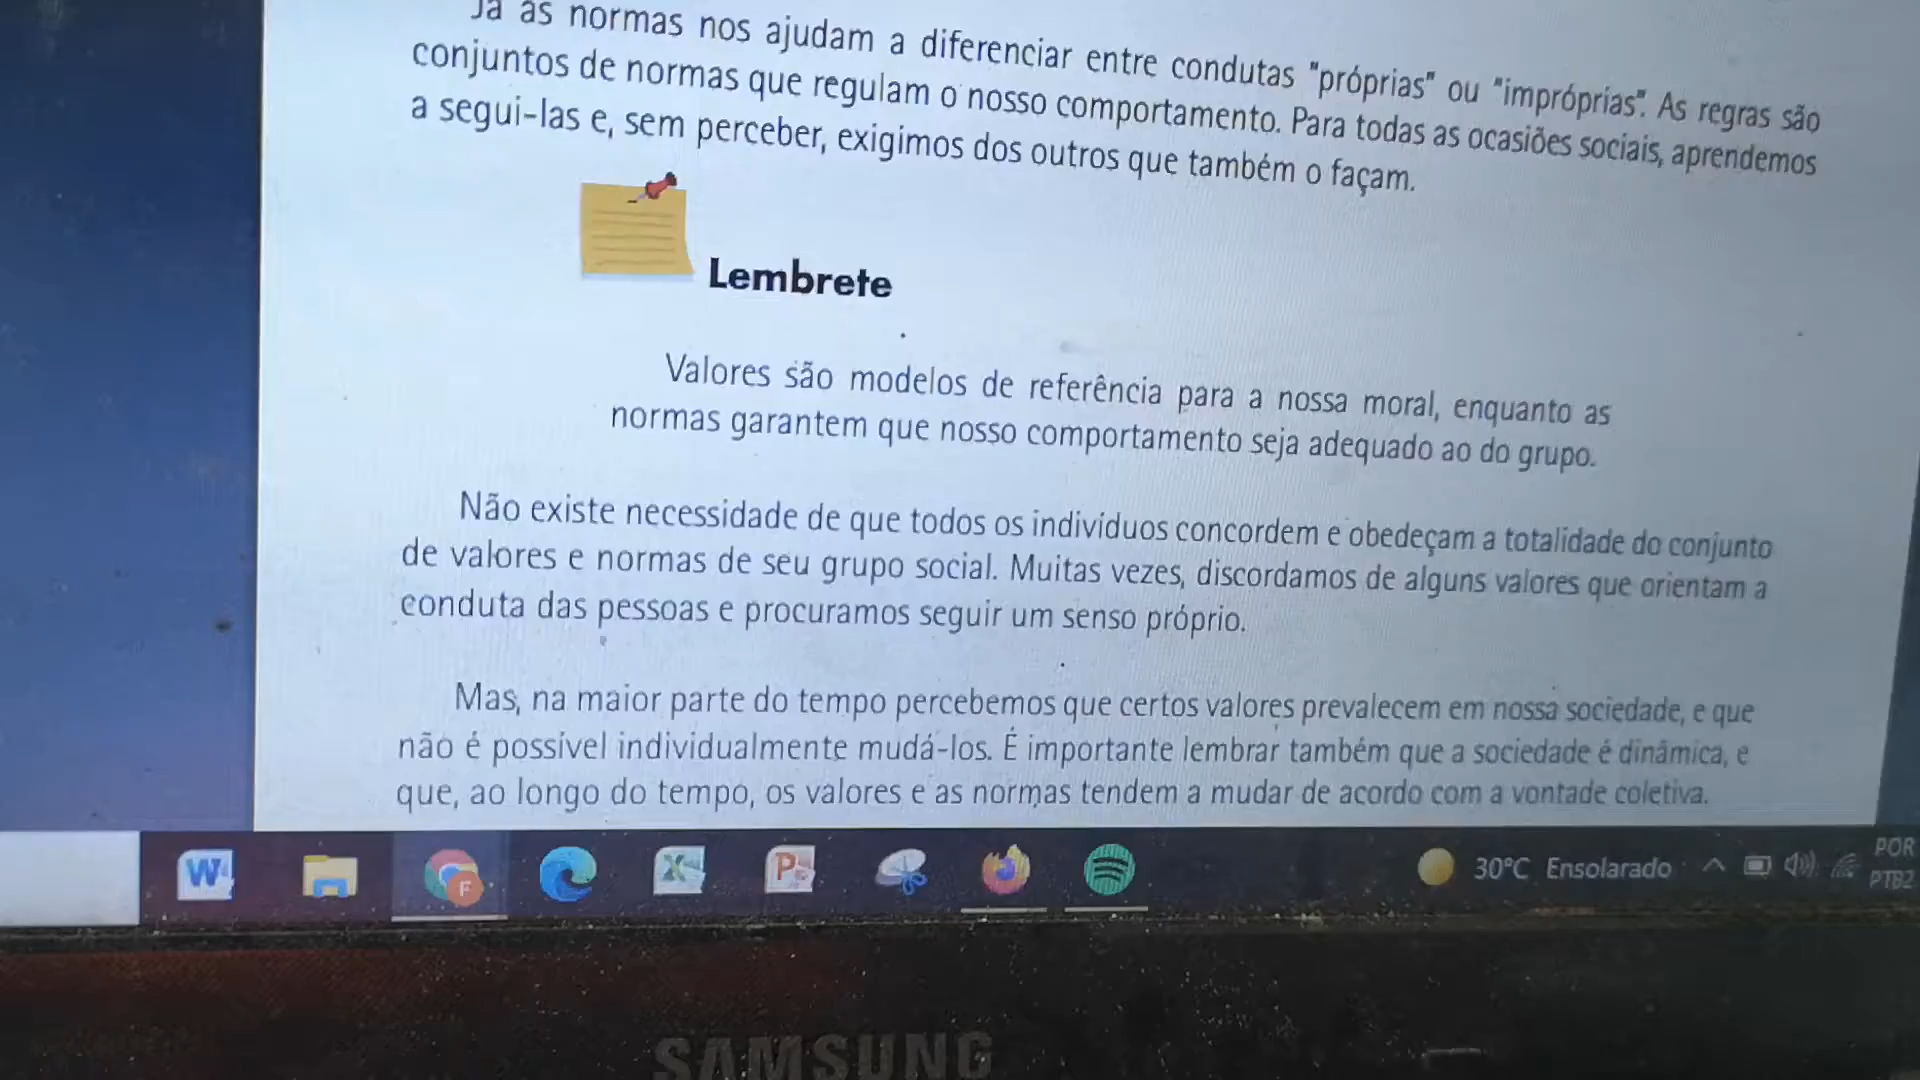 Já as normas nos ajudam a diferenciar entre condutas "próprias" ou "impróprias". As regras são
conjuntos de normas que regulam o nosso comportamento. Para todas as ocasiões sociais, aprendemos
a segui-las e, sem perceber, exigimos dos outros que também o façam.
Lembrete
Valores são modelos de referência para a nossa moral, enquanto as
normas garantem que nosso comportamento seja adequado ao do grupo.
Não existe necessidade de que todos os indivíduos concordem e obedeçam a totalidade do conjunto
de valores e normas de seu grupo social. Muitas vezes, discordamos de alguns valores que orientam a
conduta das pessoas e procuramos seguir um senso próprio.
Mas, na maior parte do tempo percebemos que certos valores prevalecem em nossa sociedade, e que
não é possível individualmente mudá-los. É importante lembrar também que a sociedade é dinâmica, e
que, ao longo do tempo, os valores e as normas tendem a mudar de acordo com a vontade coletiva.
W
F
X
P
30°C Ensolarado
POR
PTB2
SAMSUNG